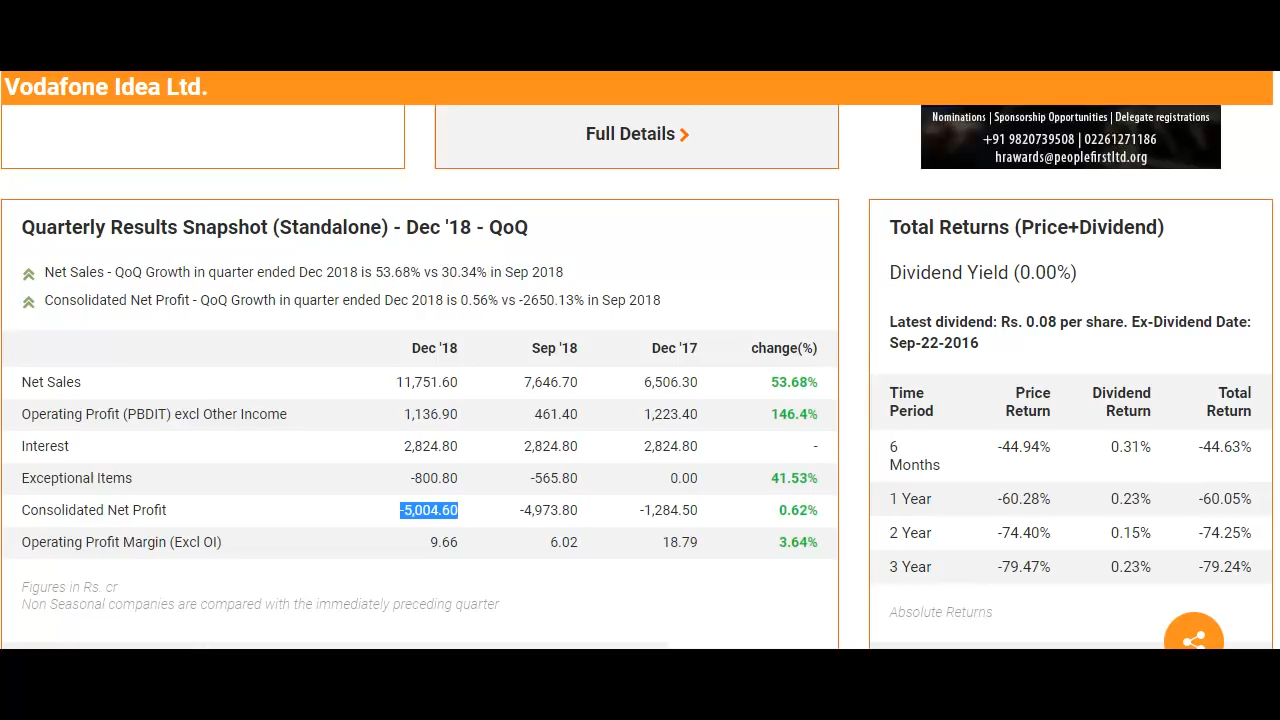 Vodafone Idea Ltd.
Full Details
Nominations | Sponsorship Opportunities | Delegate registrations
+91 9820739508 | 02261271186
hrawards@peoplefirstltd.org
Quarterly Results Snapshot (Standalone) - Dec '18 - QoQ
Net Sales - QoQ Growth in quarter ended Dec 2018 is 53.68% vs 30.34% in Sep 2018
Consolidated Net Profit - QoQ Growth in quarter ended Dec 2018 is 0.56% vs -2650.13% in Sep 2018
Dec '18 Sep '18 Dec '17 change(%)
Net Sales 11,751.60 7,646.70 6,506.30 53.68%
Operating Profit (PBDIT) excl Other Income 1,136.90 461.40 1,223.40 146.4%
Interest 2,824.80 2,824.80 2,824.80 -
Exceptional Items -800.80 -565.80 0.00 41.53%
Consolidated Net Profit -5,004.60 -4,973.80 -1,284.50 0.62%
Operating Profit Margin (Excl OI) 9.66 6.02 18.79 3.64%
Figures in Rs. cr
Non Seasonal companies are compared with the immediately preceding quarter
Total Returns (Price+Dividend)
Dividend Yield (0.00%)
Latest dividend: Rs. 0.08 per share. Ex-Dividend Date:
Sep-22-2016
Time Price Dividend Total
Period Return Return Return
6 -44.94% 0.31% -44.63%
Months
1 Year -60.28% 0.23% -60.05%
2 Year -74.40% 0.15% -74.25%
3 Year -79.47% 0.23% -79.24%
Absolute Returns